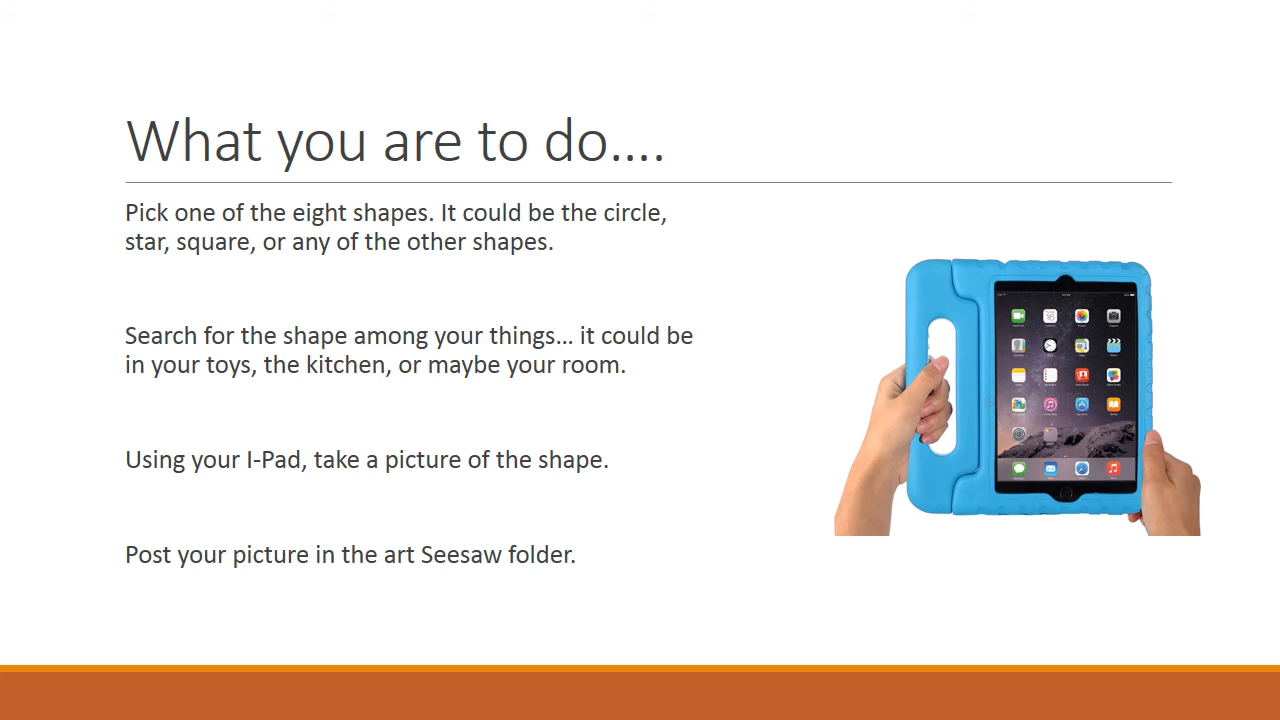 What you are to do....
Pick one of the eight shapes. It could be the circle,
star, square, or any of the other shapes.
Search for the shape among your things... it could be
in your toys, the kitchen, or maybe your room.
Using your I-Pad, take a picture of the shape.
Post your picture in the art Seesaw folder.